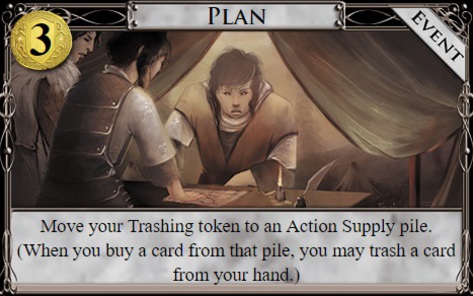 PLAN
3
EVENT
Move your Trashing token to an Action Supply pile.
(When you buy a card from that pile, you may trash a card
from your hand.)